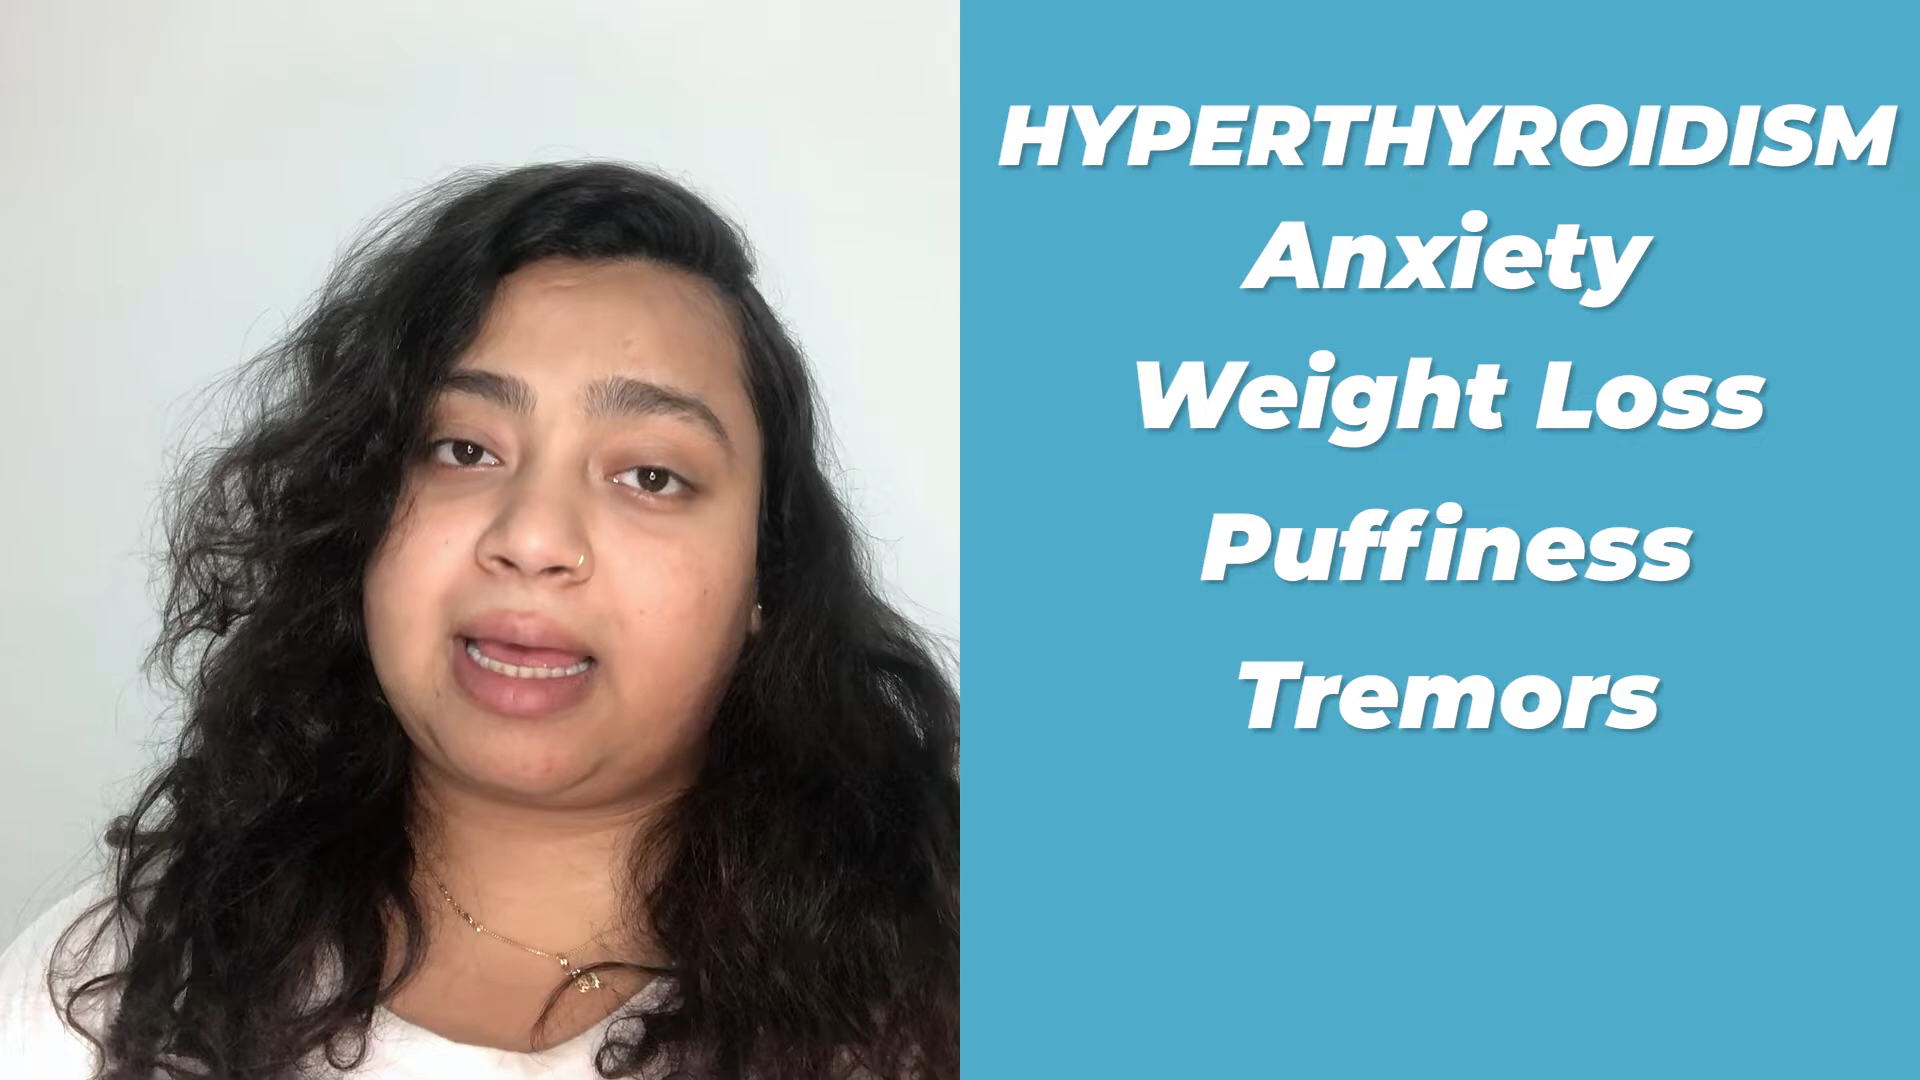 HYPERTHYROIDISM
Anxiety
Weight Loss
Puffiness
Tremors